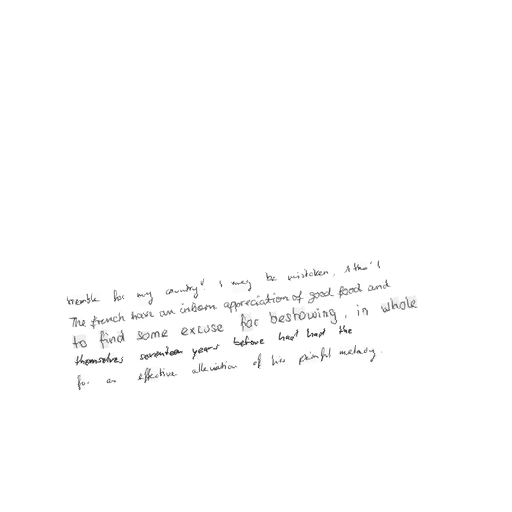 tremble for my country" I may be mistaken, tho' I
The french have an inborn appreciation of good food and
to find some excuse for bestowing, in whole
themselves seventeen years before had had the
for an effective alleviation of his painful melady.